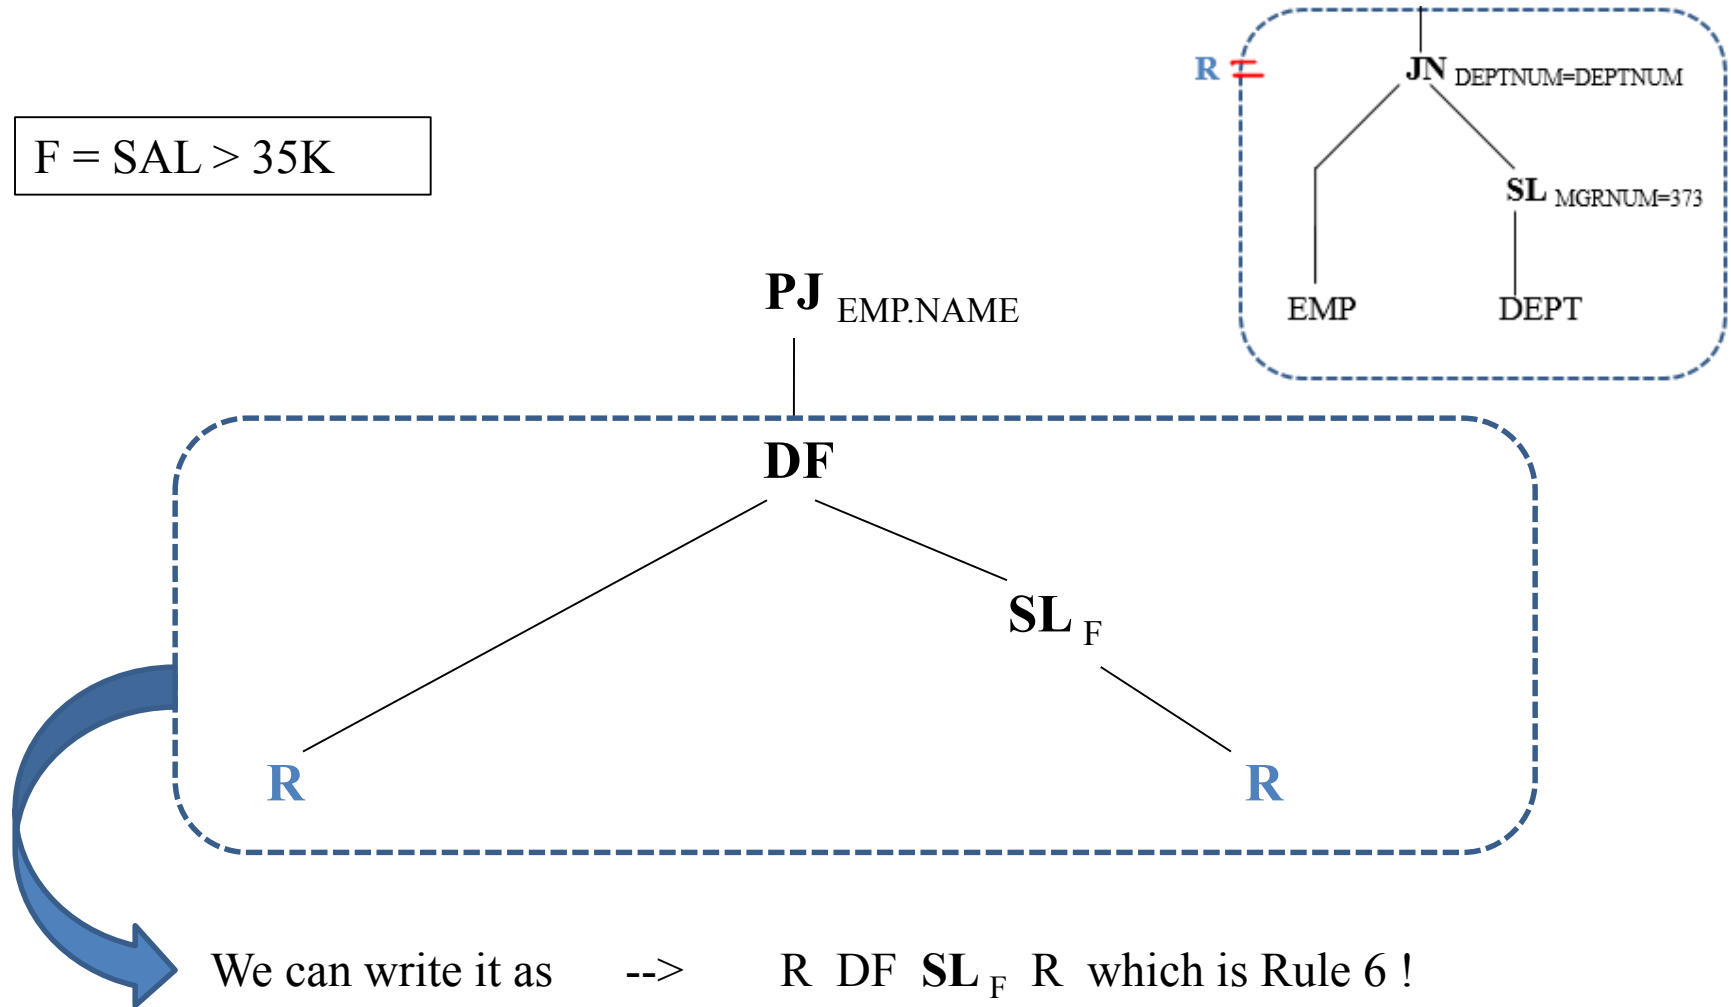 R =
JN DEPTNUM=DEPTNUM
F = SAL > 35K
SL MGRNUM=373
EMP DEPT
PJ EMP.NAME
DF
SL F
R R
We can write it as --> R DF SL F R which is Rule 6 !